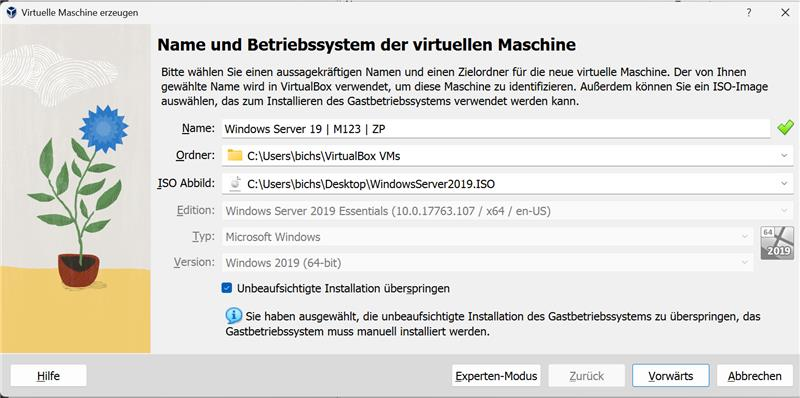 Virtuelle Maschine erzeugen
Name und Betriebssystem der virtuellen Maschine
Bitte wählen Sie einen aussagekräftigen Namen und einen Zielordner für die neue virtuelle Maschine. Der von Ihnen
gewählte Name wird in VirtualBox verwendet, um diese Maschine zu identifizieren. Außerdem können Sie ein ISO-Image
auswählen, das zum Installieren des Gastbetriebssystems verwendet werden kann.
Name: Windows Server 19 | M123 | ZP
Ordner: C:\Users\bichs\VirtualBox VMs
ISO Abbild: C:\Users\bichs\Desktop\WindowsServer2019.ISO
Edition: Windows Server 2019 Essentials (10.0.17763.107 / x64 / en-US)
Typ: Microsoft Windows
64
2019
Version: Windows 2019 (64-bit)
Unbeaufsichtigte Installation überspringen
Sie haben ausgewählt, die unbeaufsichtigte Installation des Gastbetriebssystems zu überspringen, das
Gastbetriebssystem muss manuell installiert werden.
Hilfe Experten-Modus Zurück Vorwärts Abbrechen